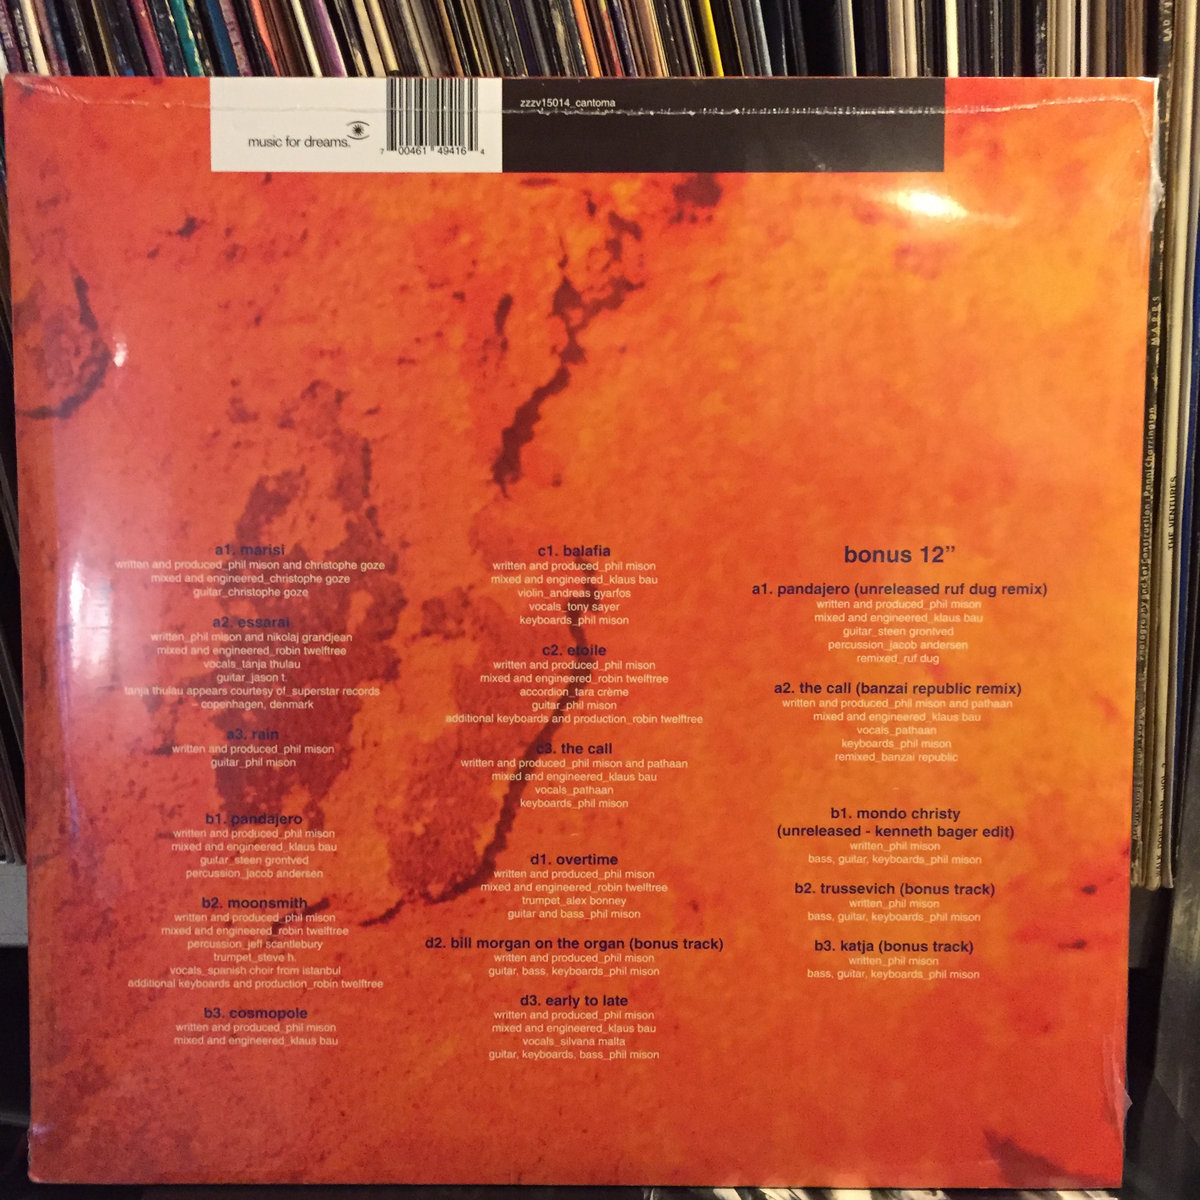 music for dreams.
7 00461 49416 4
zzzv15014_cantoma
a1. marisi
written and produced_phil mison and christophe goze
mixed and engineered_christophe goze
guitar_christophe goze
a2. essarai
written_phil mison and nikolaj grandjean
mixed and engineered_robin twelftree
vocals_tanja thulau
guitar_jason t.
tanja thulau appears courtesy of_superstar records
- copenhagen, denmark
a3. rain
written and produced_phil mison
guitar_phil mison
b1. pandajero
written and produced_phil mison
mixed and engineered_klaus bau
guitar_steen grontved
percussion_jacob andersen
b2. moonsmith
written and produced_phil mison
mixed and engineered_robin twelftree
percussion_jeff scantlebury
trumpet_steve h.
vocals_spanish choir from istanbul
additional keyboards and production_robin twelftree
b3. cosmopole
written and produced_phil mison
mixed and engineered_klaus bau
c1. balafia
written and produced_phil mison
mixed and engineered_klaus bau
violin_andreas gyarfos
vocals_tony sayer
keyboards_phil mison
c2. etoile
written and produced_phil mison
mixed and engineered_robin twelftree
accordion_tara crème
guitar_phil mison
additional keyboards and production_robin twelftree
c3. the call
written and produced_phil mison and pathaan
mixed and engineered_klaus bau
vocals_pathaan
keyboards_phil mison
d1. overtime
written and produced_phil mison
mixed and engineered_robin twelftree
trumpet_alex bonney
guitar and bass_phil mison
d2. bill morgan on the organ (bonus track)
written and produced_phil mison
guitar, bass, keyboards_phil mison
d3. early to late
written and produced_phil mison
mixed and engineered_klaus bau
vocals_silvana malta
guitar, keyboards, bass_phil mison
bonus 12”
a1. pandajero (unreleased ruf dug remix)
written and produced_phil mison
mixed and engineered_klaus bau
guitar_steen grontved
percussion_jacob andersen
remixed_ruf dug
a2. the call (banzai republic remix)
written and produced_phil mison and pathaan
mixed and engineered_klaus bau
vocals_pathaan
keyboards_phil mison
remixed_banzai republic
b1. mondo christy
(unreleased - kenneth bager edit)
written_phil mison
bass, guitar, keyboards_phil mison
b2. trussevich (bonus track)
written_phil mison
bass, guitar, keyboards_phil mison
b3. katja (bonus track)
written_phil mison
bass, guitar, keyboards_phil mison
THE VENTURES